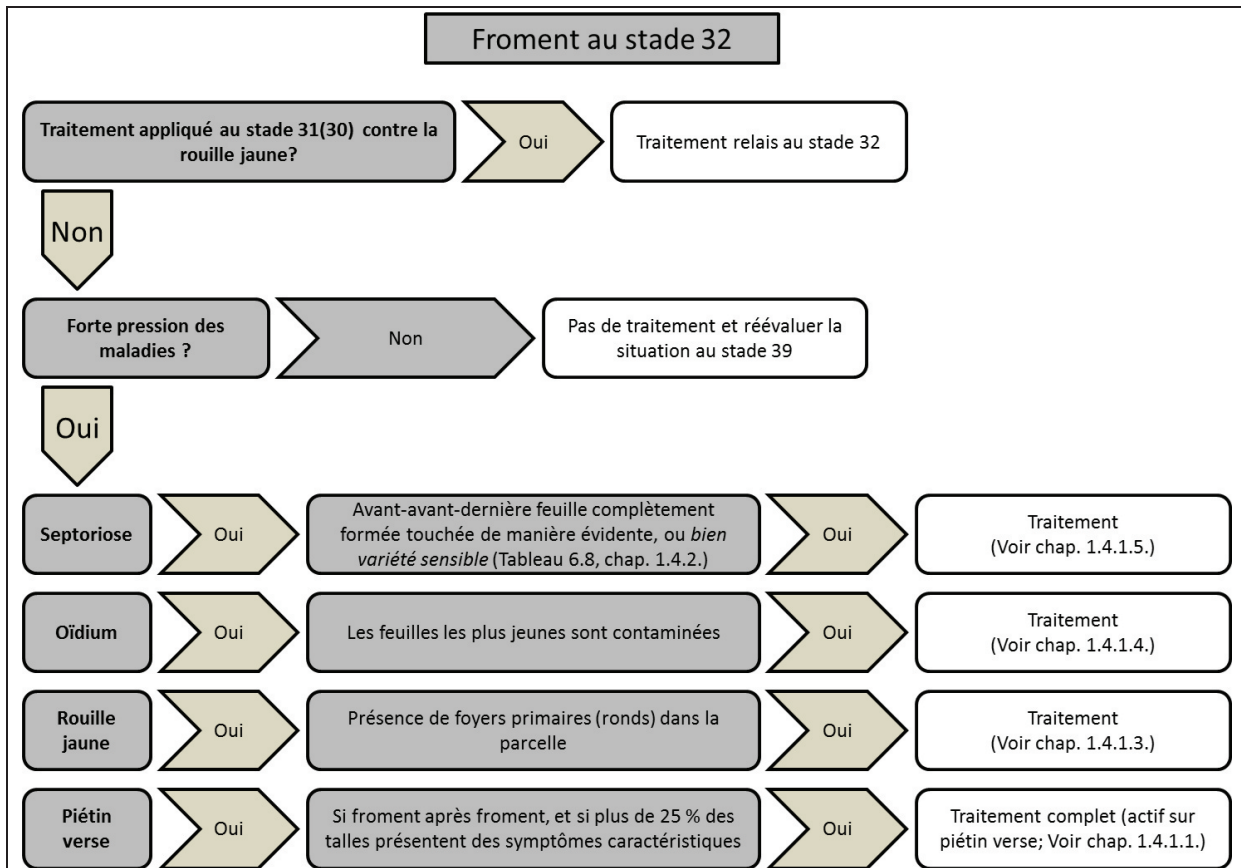 Froment au stade 32
Traitement appliqué au stade 31(30) contre la
rouille jaune?
Oui
Traitement relais au stade 32
Non
Forte pression des
maladies ?
Non
Pas de traitement et réévaluer la
situation au stade 39
Oui
Septoriose
Oui
Avant-avant-dernière feuille complètement
formée touchée de manière évidente, ou bien
variété sensible (Tableau 6.8, chap. 1.4.2.)
Oui
Traitement
(Voir chap. 1.4.1.5.)
Oïdium
Oui
Les feuilles les plus jeunes sont contaminées
Oui
Traitement
(Voir chap. 1.4.1.4.)
Rouille
jaune
Oui
Présence de foyers primaires (ronds) dans la
parcelle
Oui
Traitement
(Voir chap. 1.4.1.3.)
Piétin
verse
Oui
Si froment après froment, et si plus de 25 % des
talles présentent des symptômes caractéristiques
Oui
Traitement complet (actif sur
piétin verse; Voir chap. 1.4.1.1.)